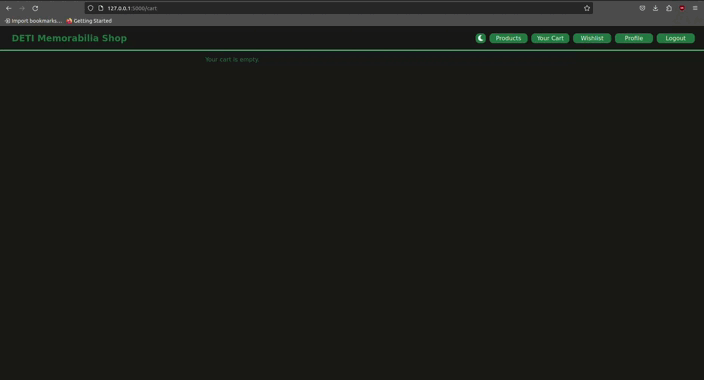 127.0.0.1:5000/cart
Import bookmarks...
Getting Started
DETI Memorabilia Shop
Products
Your Cart
Wishlist
Profile
Logout
Your cart is empty